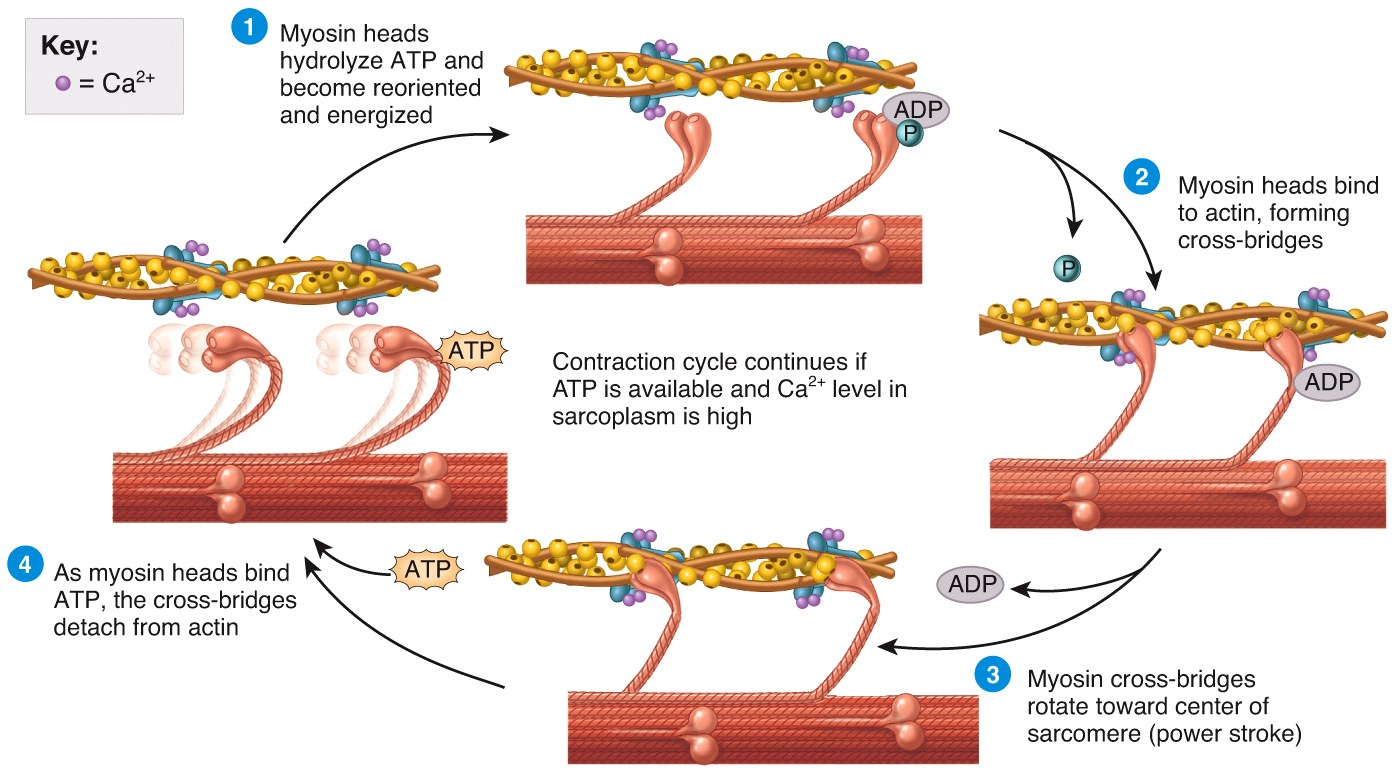 Key:
= Ca2+
1
Myosin heads
hydrolyze ATP and
become reoriented
and energized
ADP
P
2
Myosin heads bind
to actin, forming
cross-bridges
P
ADP
ATP
Contraction cycle continues if
ATP is available and Ca2+ level in
sarcoplasm is high
ADP
3
Myosin cross-bridges
rotate toward center of
sarcomere (power stroke)
ATP
4
As myosin heads bind
ATP, the cross-bridges
detach from actin